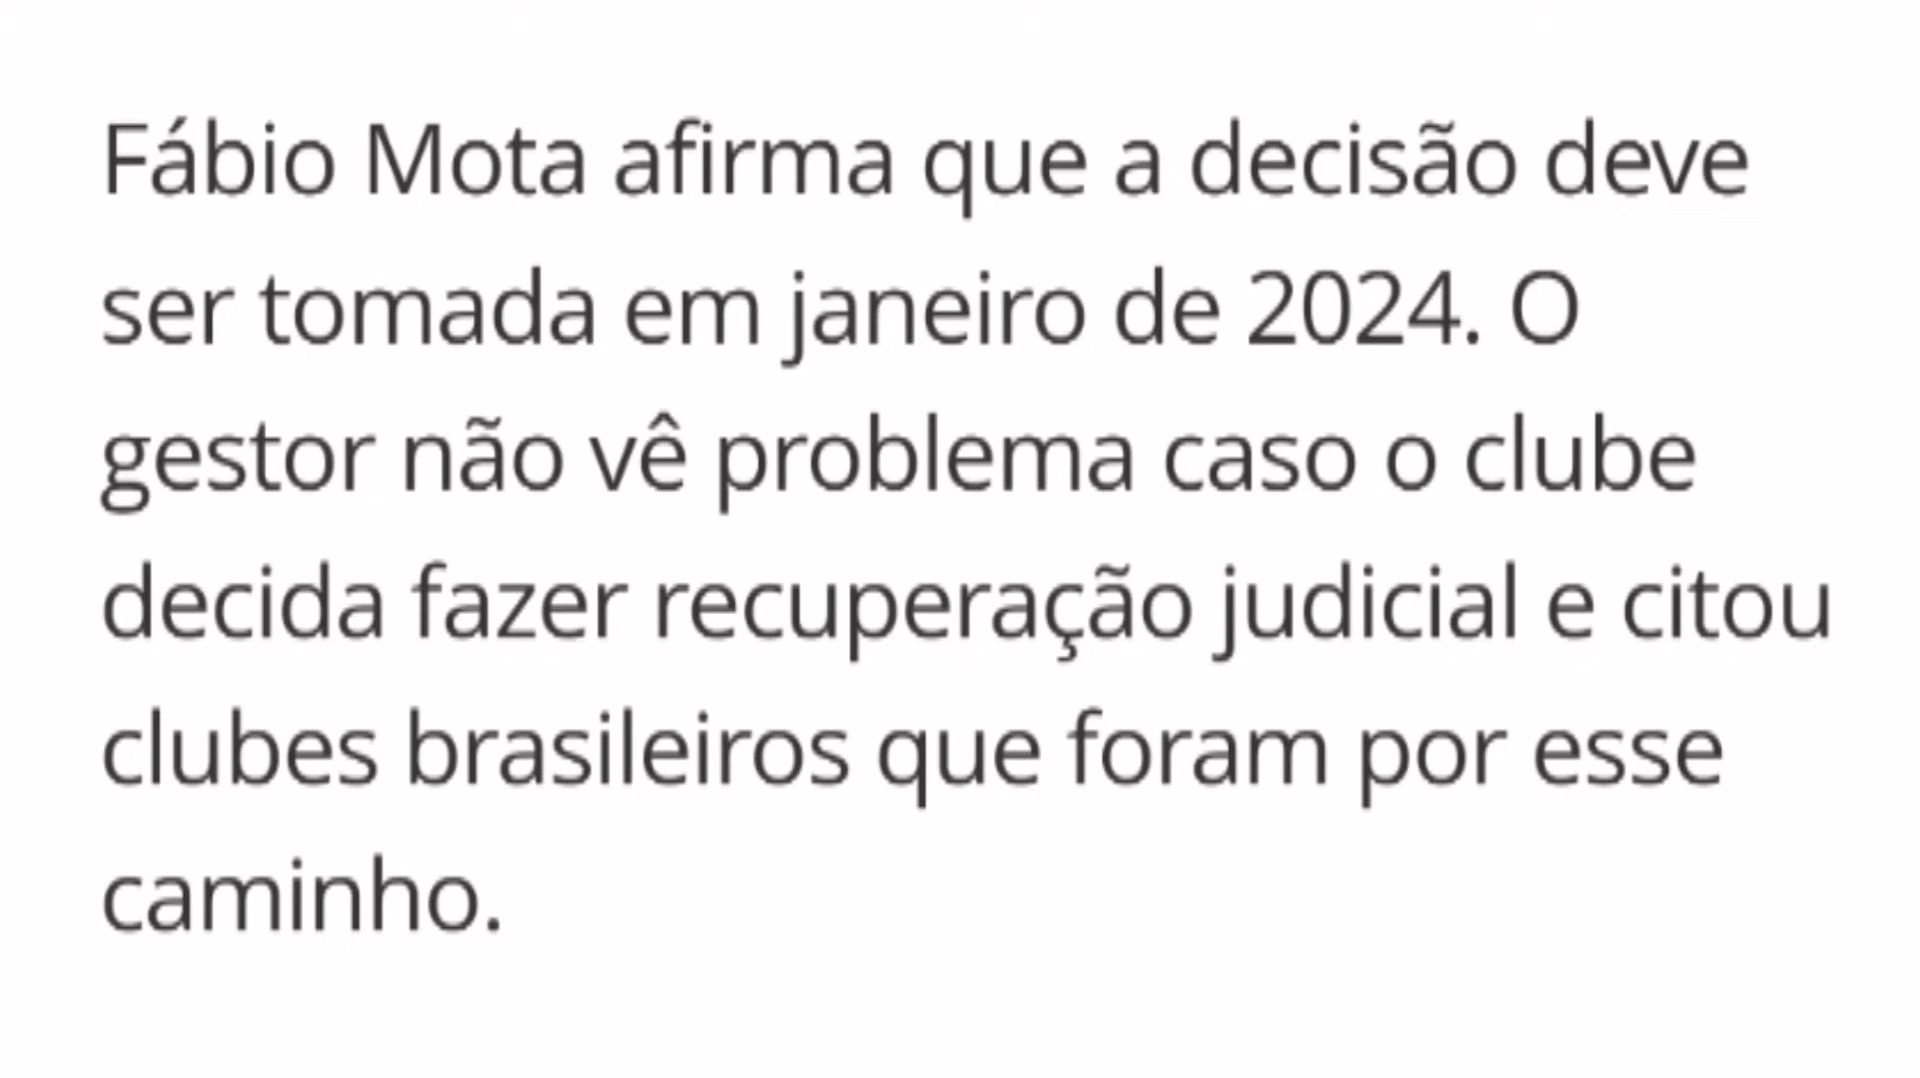 Fábio Mota afirma que a decisão deve
ser tomada em janeiro de 2024. O
gestor não vê problema caso o clube
decida fazer recuperação judicial e citou
clubes brasileiros que foram por esse
caminho.